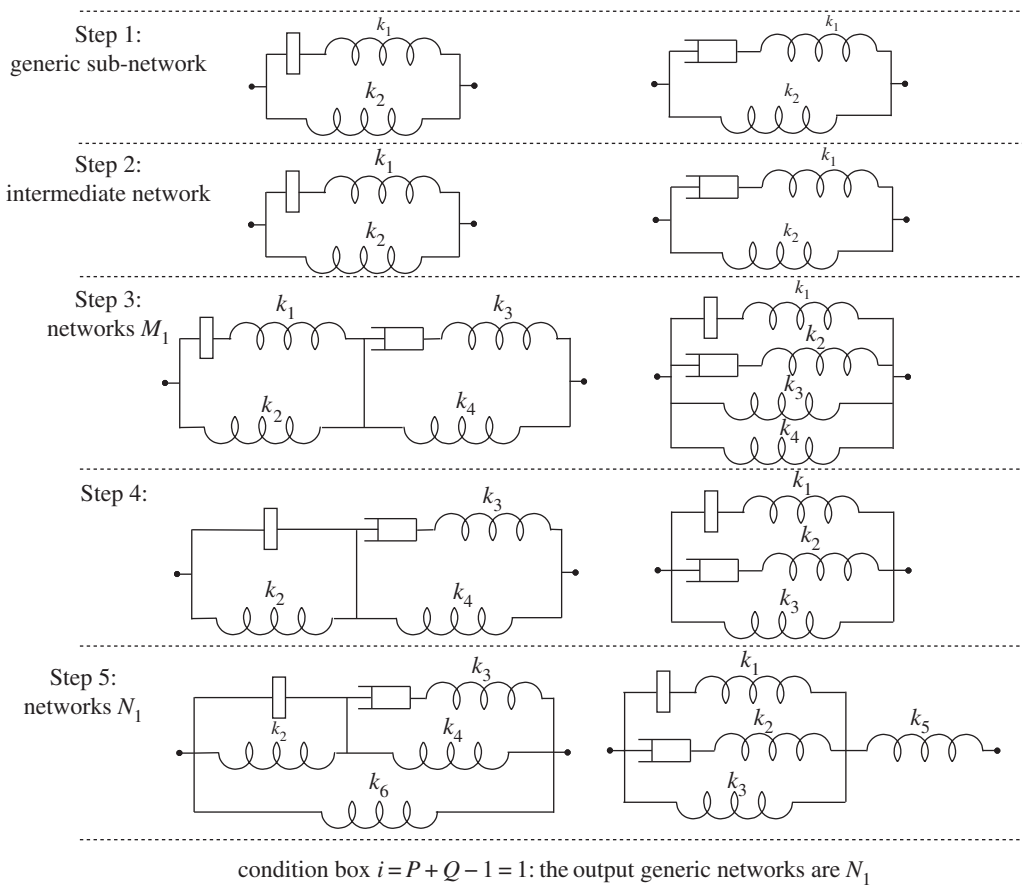 Step 1:
generic sub-network
k1
k2
k1
k2
Step 2:
intermediate network
k1
k2
k1
k2
Step 3:
networks M1
k1
k3
k2
k4
k1
k2
k3
k4
Step 4:
k3
k2
k4
k1
k2
k3
Step 5:
networks N1
k3
k2
k4
k6
k1
k2
k5
k3
condition box i = P + Q − 1 = 1: the output generic networks are N1